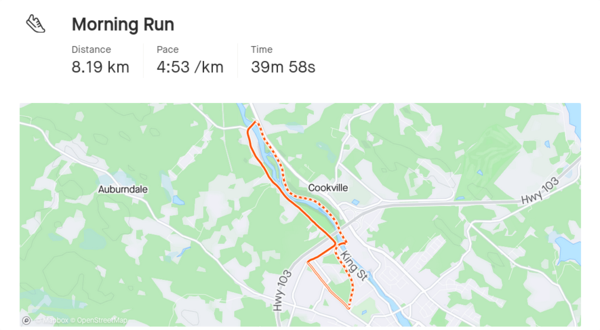 Morning Run
Distance Pace Time
8.19 km 4:53 /km 39m 58s
Auburndale
Cookville
Hwy 103
King St
Hwy 103
© OpenStreetMap